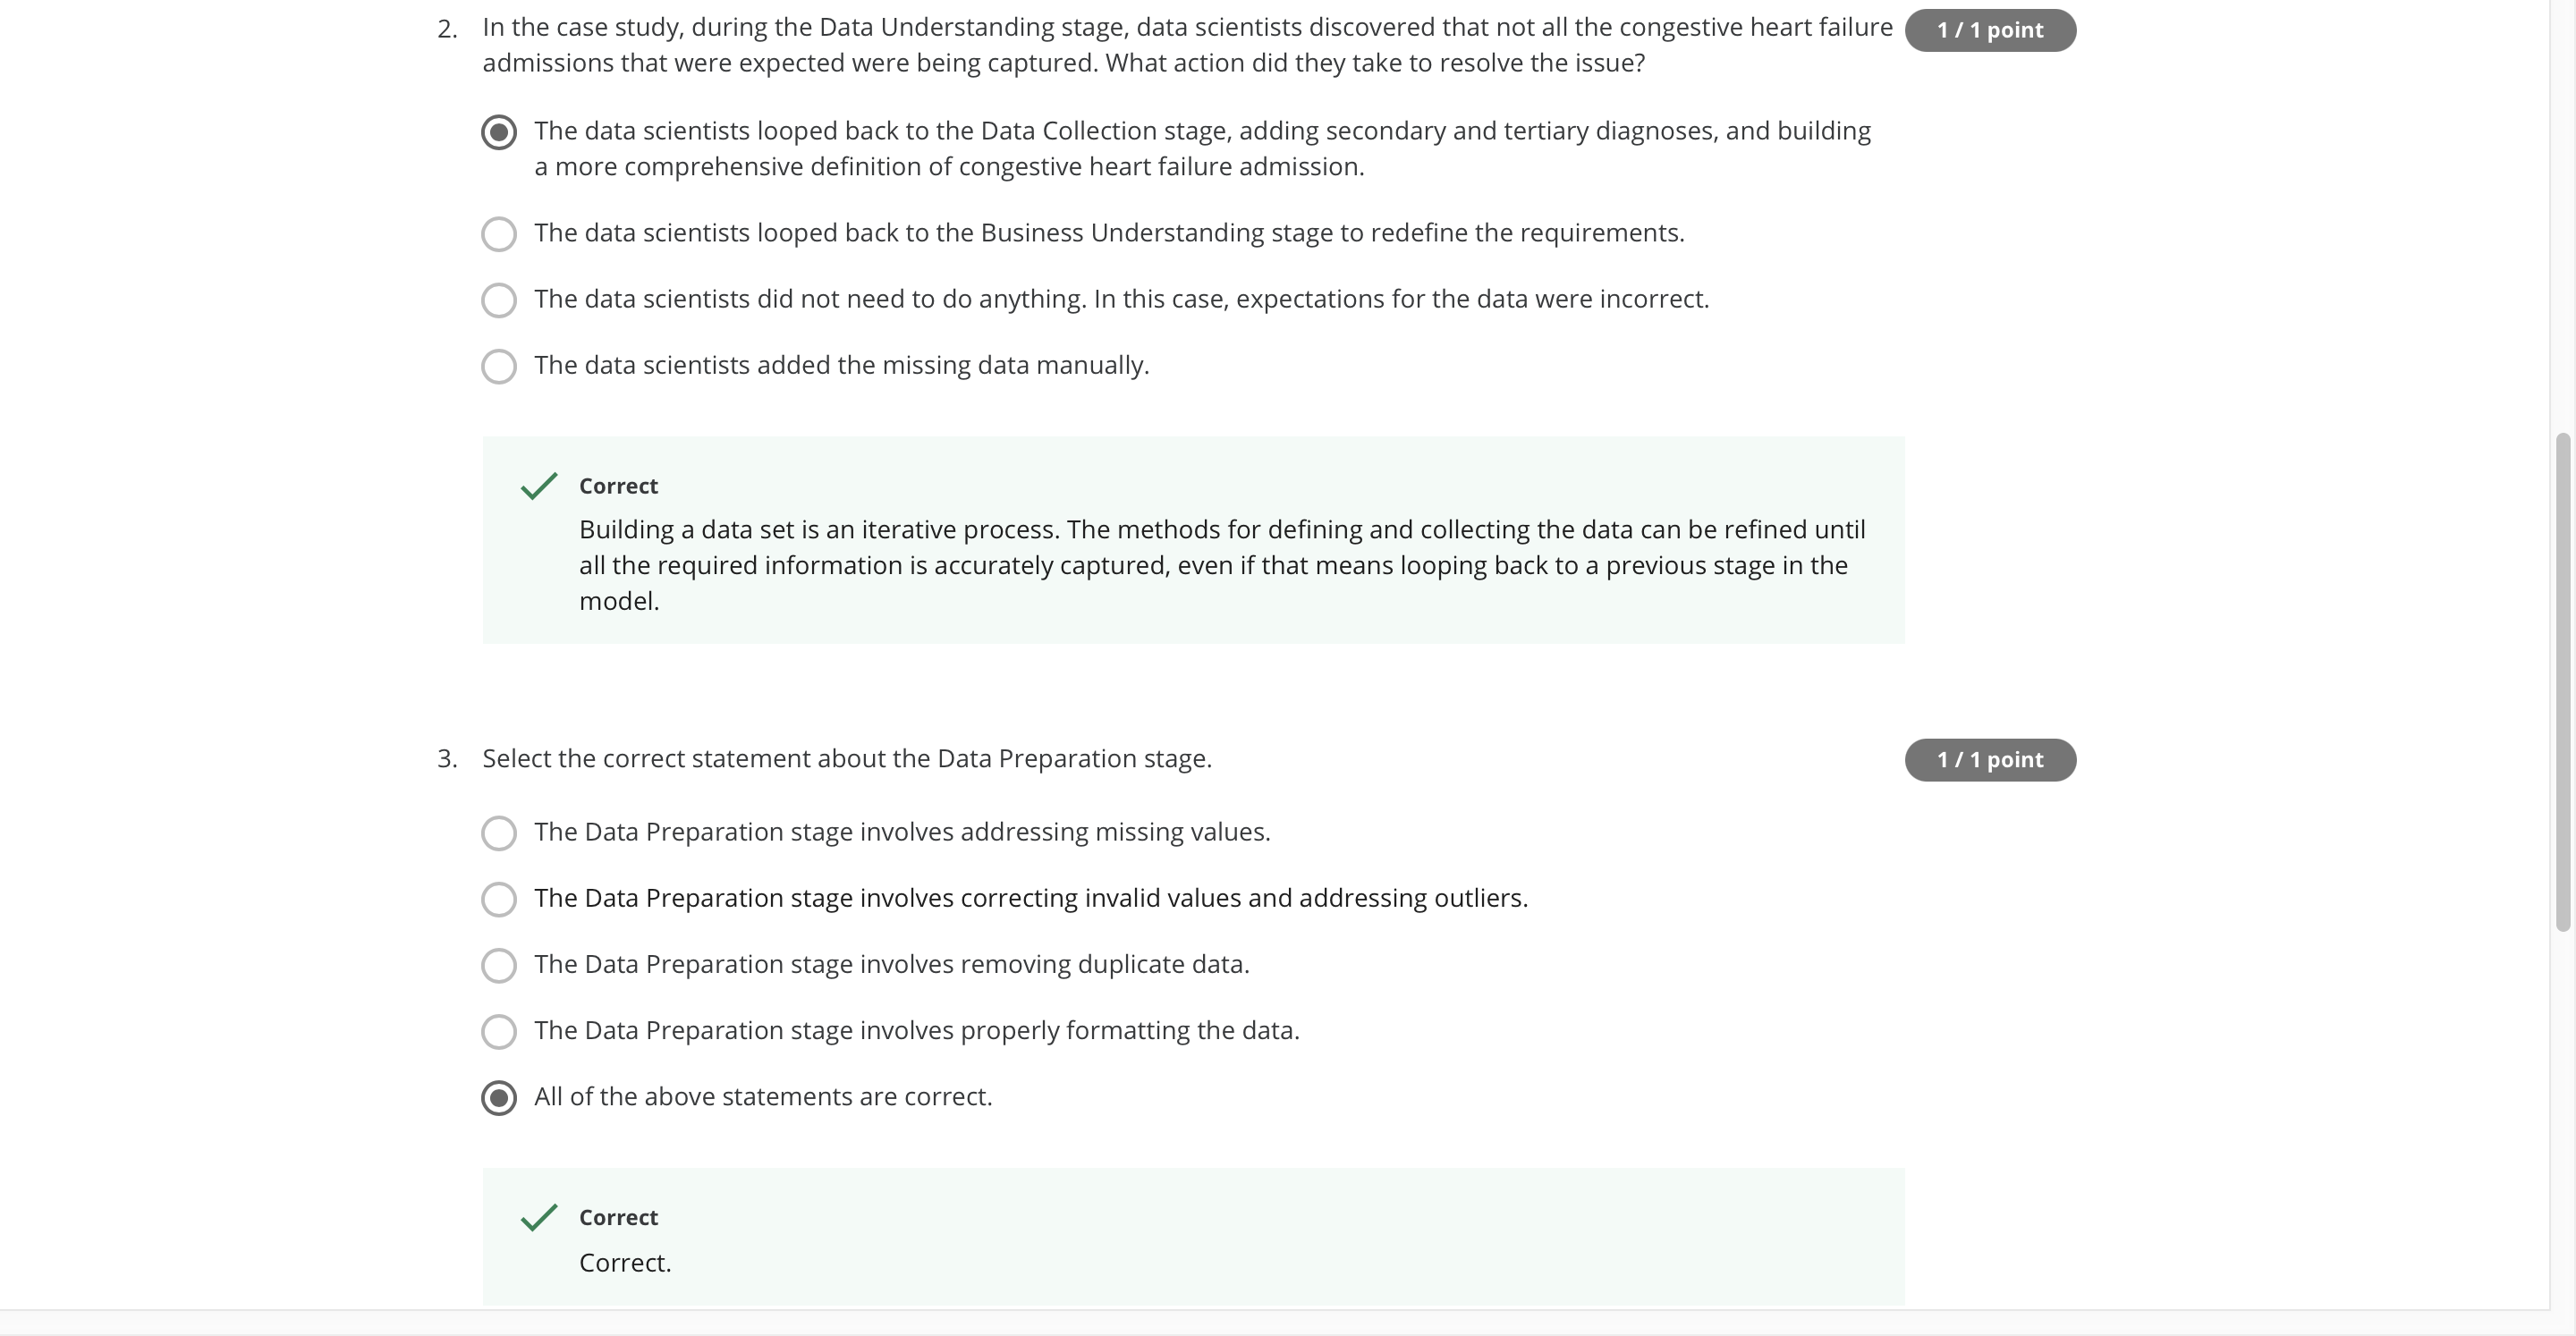 2. In the case study, during the Data Understanding stage, data scientists discovered that not all the congestive heart failure
admissions that were expected were being captured. What action did they take to resolve the issue?
1 / 1 point
The data scientists looped back to the Data Collection stage, adding secondary and tertiary diagnoses, and building
a more comprehensive definition of congestive heart failure admission.
The data scientists looped back to the Business Understanding stage to redefine the requirements.
The data scientists did not need to do anything. In this case, expectations for the data were incorrect.
The data scientists added the missing data manually.
Correct
Building a data set is an iterative process. The methods for defining and collecting the data can be refined until
all the required information is accurately captured, even if that means looping back to a previous stage in the
model.
3. Select the correct statement about the Data Preparation stage.
1 / 1 point
The Data Preparation stage involves addressing missing values.
The Data Preparation stage involves correcting invalid values and addressing outliers.
The Data Preparation stage involves removing duplicate data.
The Data Preparation stage involves properly formatting the data.
All of the above statements are correct.
Correct
Correct.